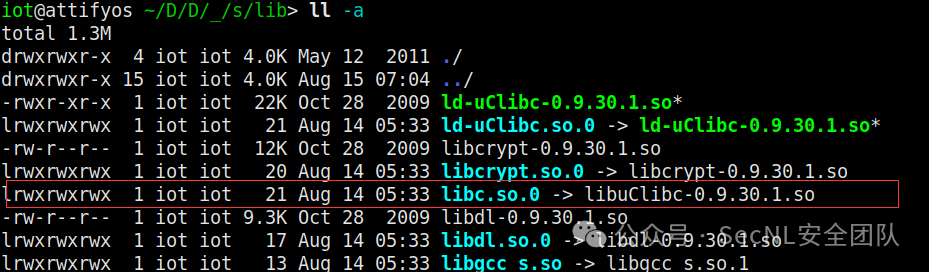 iot@attifyos ~/D/D/_/s/lib> ll -a
total 1.3M
drwxrwxr-x  4 iot iot 4.0K May 12  2011 ./
drwxrwxr-x 15 iot iot 4.0K Aug 15 07:04 ../
-rwxr-xr-x  1 iot iot  22K Oct 28  2009 ld-uClibc-0.9.30.1.so*
lrwxrwxrwx  1 iot iot   21 Aug 14 05:33 ld-uClibc.so.0 -> ld-uClibc-0.9.30.1.so*
-rw-r--r--  1 iot iot  12K Oct 28  2009 libcrypt-0.9.30.1.so
lrwxrwxrwx  1 iot iot   20 Aug 14 05:33 libcrypt.so.0 -> libcrypt-0.9.30.1.so
lrwxrwxrwx  1 iot iot   21 Aug 14 05:33 libc.so.0 -> libuClibc-0.9.30.1.so
-rw-r--r--  1 iot iot 9.3K Oct 28  2009 libdl-0.9.30.1.so
lrwxrwxrwx  1 iot iot   17 Aug 14 05:33 libdl.so.0 -> libdl-0.9.30.1.so
lrwxrwxrwx  1 iot iot   13 Aug 14 05:33 libgcc_s.so -> libgcc_s.so.1
公众号 · SecNL安全团队